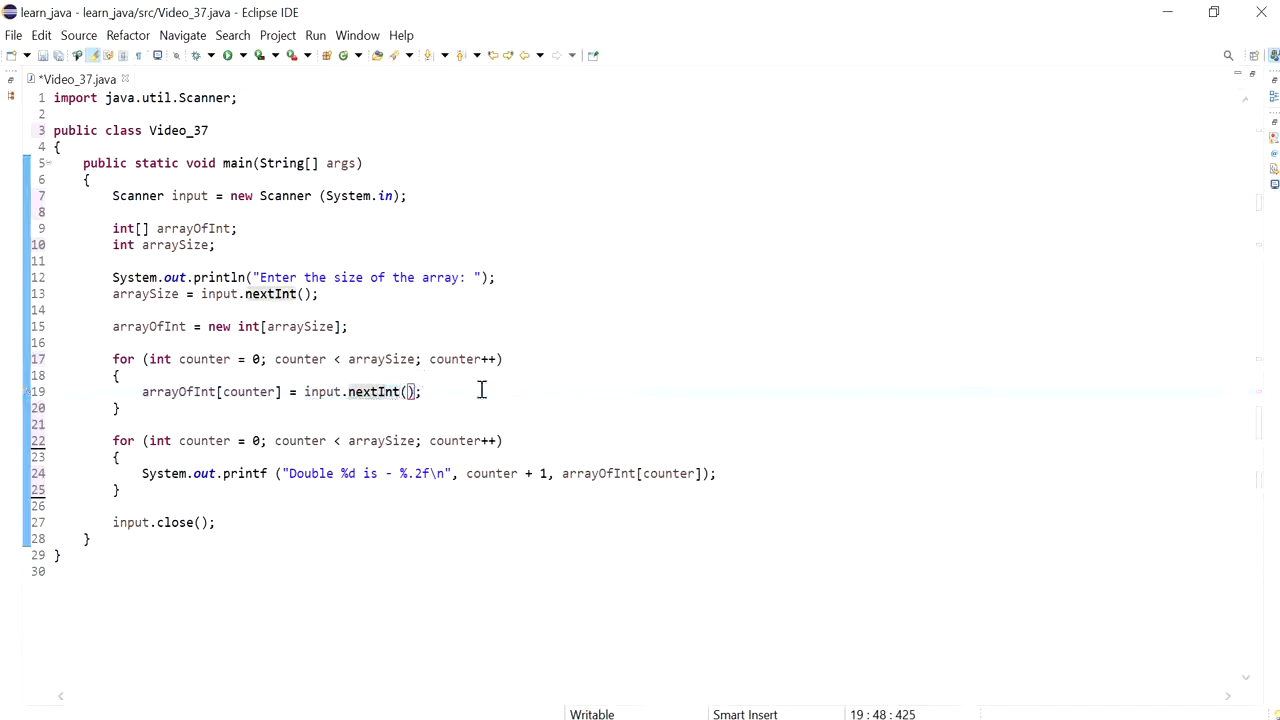 learn_java - learn_java/src/Video_37.java - Eclipse IDE
File Edit Source Refactor Navigate Search Project Run Window Help
*Video_37.java
1 import java.util.Scanner;
2
3 public class Video_37
4 {
5 public static void main(String[] args)
6 {
7 Scanner input = new Scanner (System.in);
8
9 int[] arrayOfInt;
10 int arraySize;
11
12 System.out.println("Enter the size of the array: ");
13 arraySize = input.nextInt();
14
15 arrayOfInt = new int[arraySize];
16
17 for (int counter = 0; counter < arraySize; counter++)
18 {
19 arrayOfInt[counter] = input.nextInt();
20 }
21
22 for (int counter = 0; counter < arraySize; counter++)
23 {
24 System.out.printf ("Double %d is - %.2f\n", counter + 1, arrayOfInt[counter]);
25 }
26
27 input.close();
28 }
29 }
30
Writable Smart Insert 19 : 48 : 425